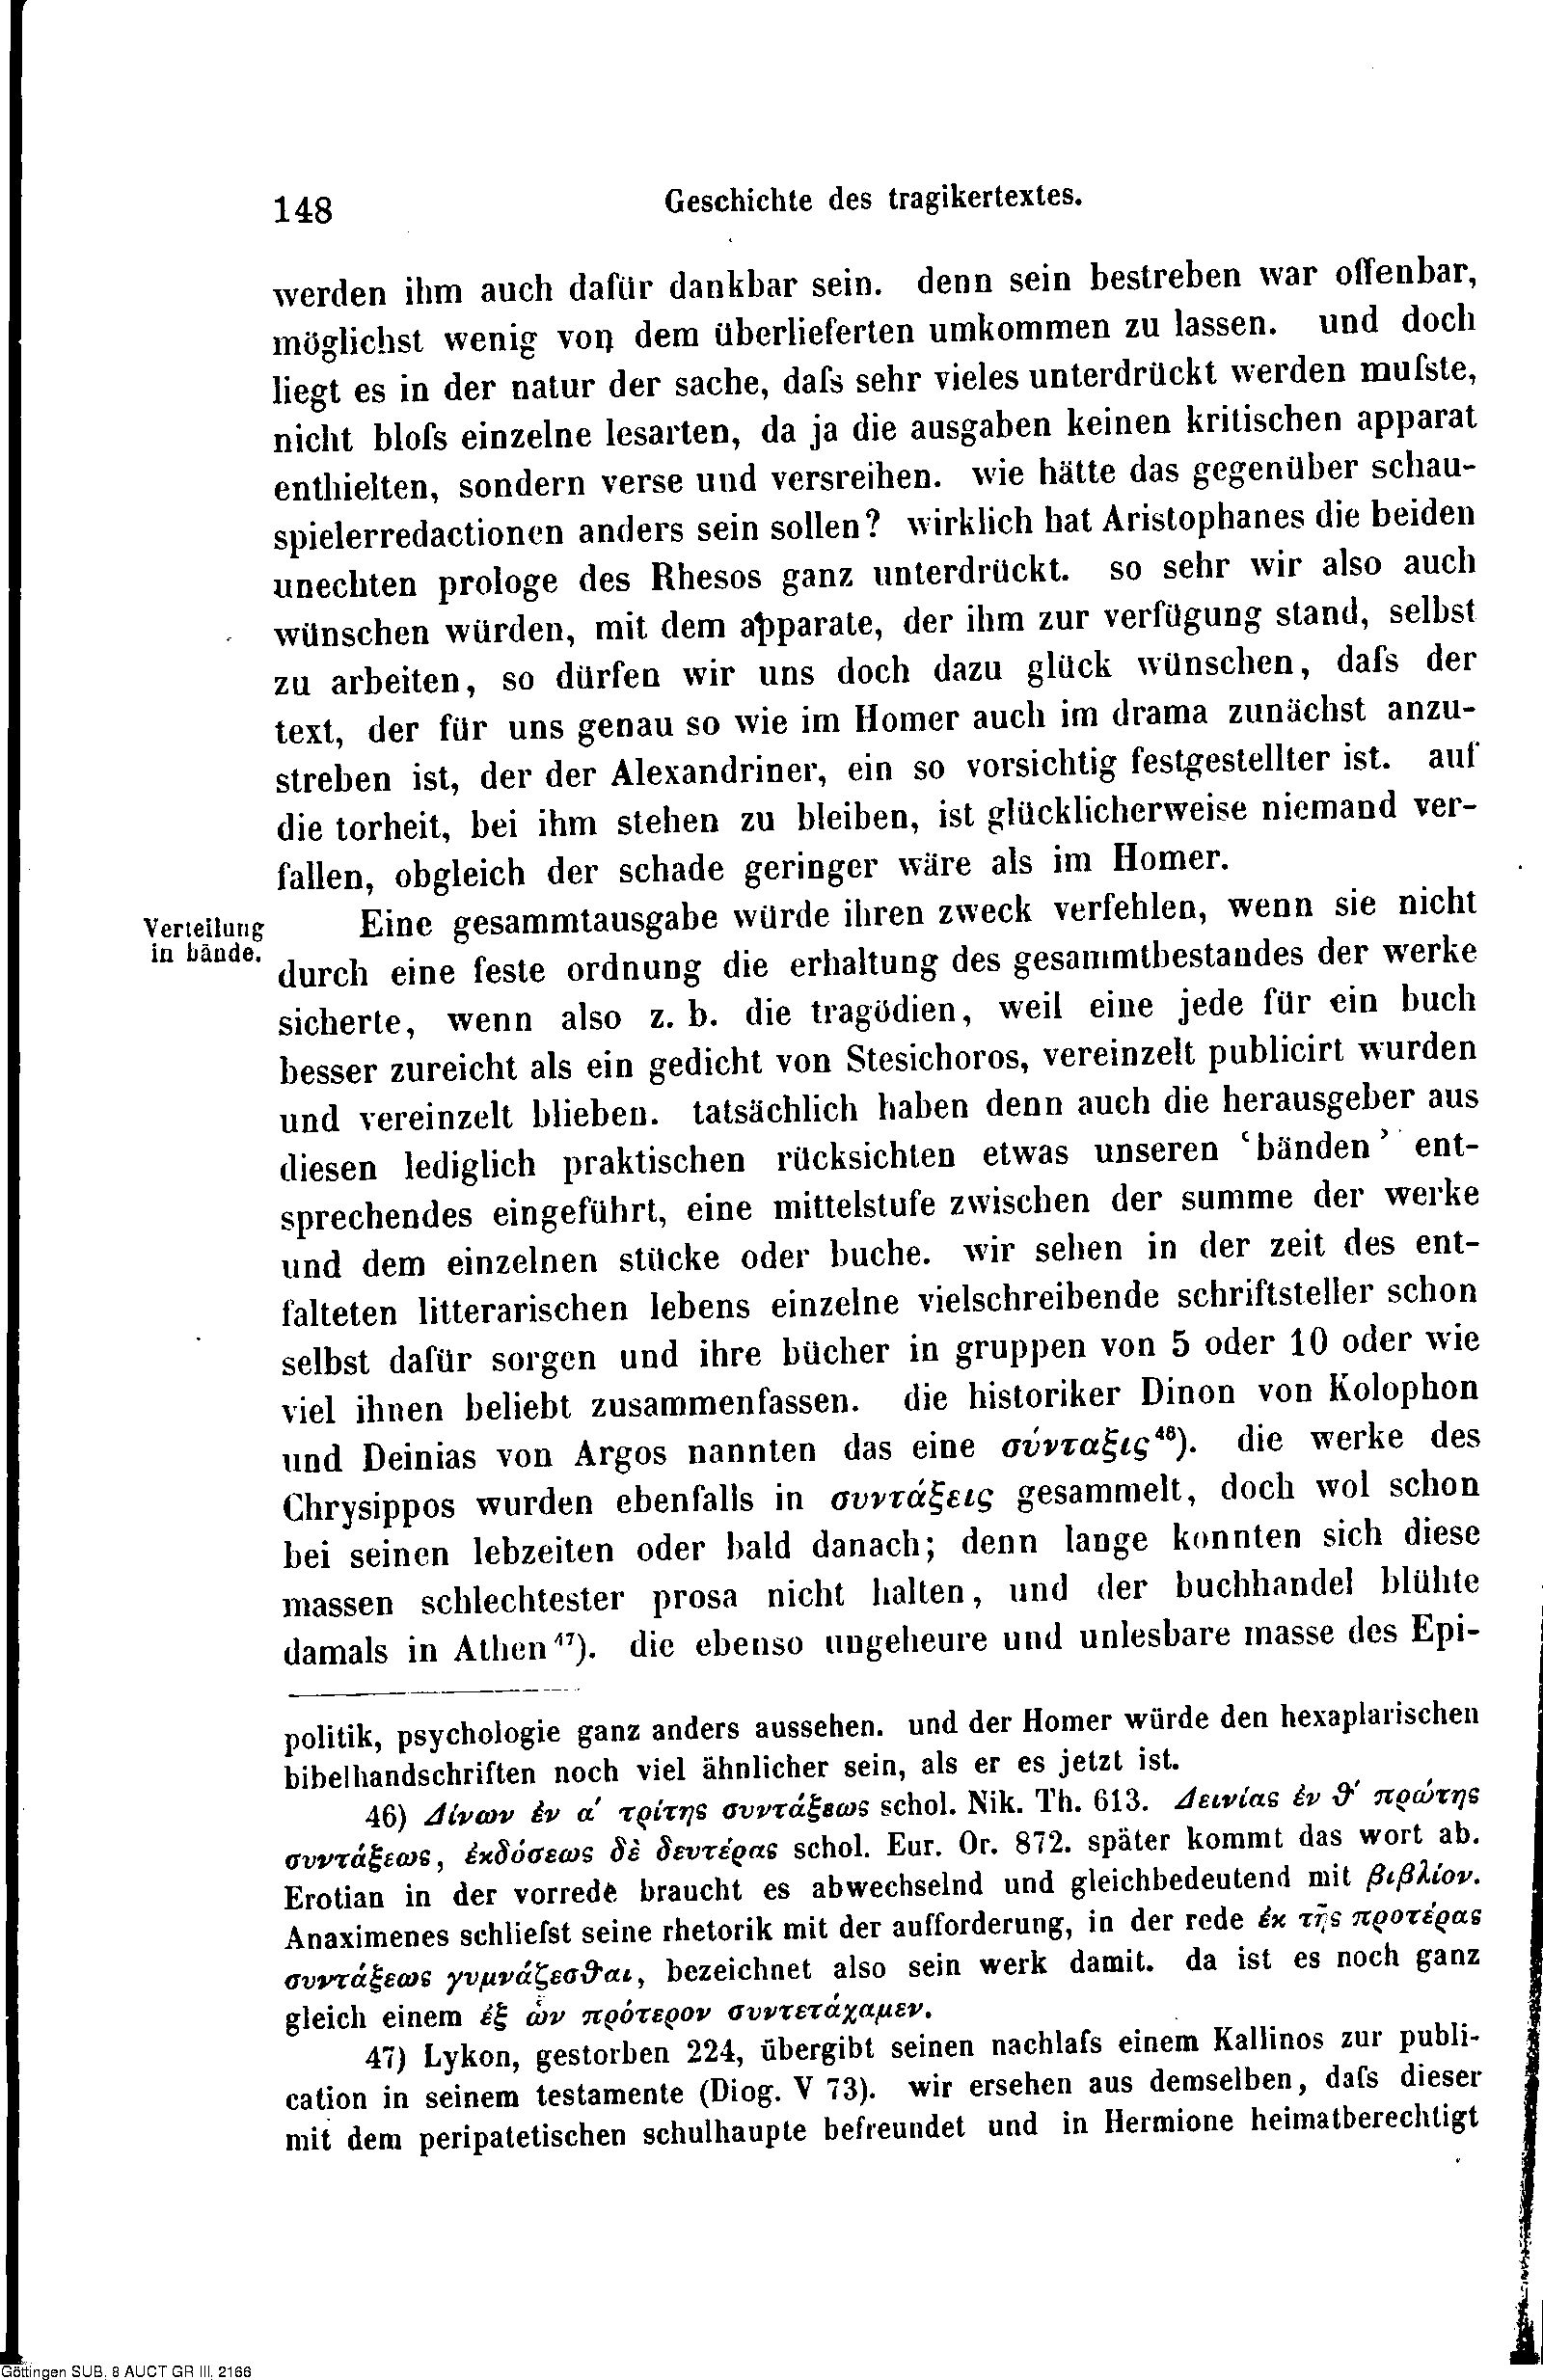 148
Geschichte des tragikertextes.
werden ihm auch dafür dankbar sein. denn sein bestreben war offenbar,
möglichst wenig von dem überlieferten umkommen zu lassen. und doch
liegt es in der natur der sache, daſs sehr vieles unterdrückt werden muſste,
nicht bloſs einzelne lesarten, da ja die ausgaben keinen kritischen apparat
enthielten, sondern verse und versreihen. wie hätte das gegenüber schau-
spielerredactionen anders sein sollen? wirklich hat Aristophanes die beiden
unechten prologe des Rhesos ganz unterdrückt. so sehr wir also auch
wünschen würden, mit dem apparate, der ihm zur verfügung stand, selbst
zu arbeiten, so dürfen wir uns doch dazu glück wünschen, daſs der
text, der für uns genau so wie im Homer auch im drama zunächst anzu-
streben ist, der der Alexandriner, ein so vorsichtig festgestellter ist. auf
die torheit, bei ihm stehen zu bleiben, ist glücklicherweise niemand ver-
fallen, obgleich der schade geringer wäre als im Homer.
Verteilung
in bände.
Eine gesammtausgabe würde ihren zweck verfehlen, wenn sie nicht
durch eine feste ordnung die erhaltung des gesammtbestandes der werke
sicherte, wenn also z. b. die tragödien, weil eine jede für ein buch
besser zureicht als ein gedicht von Stesichoros, vereinzelt publicirt wurden
und vereinzelt blieben. tatsächlich haben denn auch die herausgeber aus
diesen lediglich praktischen rücksichten etwas unseren ‘bänden’ ent-
sprechendes eingeführt, eine mittelstufe zwischen der summe der werke
und dem einzelnen stücke oder buche. wir sehen in der zeit des ent-
falteten litterarischen lebens einzelne vielschreibende schriftsteller schon
selbst dafür sorgen und ihre bücher in gruppen von 5 oder 10 oder wie
viel ihnen beliebt zusammenfassen. die historiker Dinon von Kolophon
und Deinias von Argos nannten das eine σύνταξις⁴⁶). die werke des
Chrysippos wurden ebenfalls in συντάξεις gesammelt, doch wol schon
bei seinen lebzeiten oder bald danach; denn lange konnten sich diese
massen schlechtester prosa nicht halten, und der buchhandel blühte
damals in Athen⁴⁷). die ebenso ungeheure und unlesbare masse des Epi-
politik, psychologie ganz anders aussehen. und der Homer würde den hexaplarischen
bibelhandschriften noch viel ähnlicher sein, als er es jetzt ist.
46) Δίνων ἐν α΄ τρίτης συντάξεως schol. Nik. Th. 613. Δεινίας ἐν θ΄ πρώτης
συντάξεως, ἐκδόσεως δὲ δευτέρας schol. Eur. Or. 872. später kommt das wort ab.
Erotian in der vorrede braucht es abwechselnd und gleichbedeutend mit βιβλίον.
Anaximenes schlieſst seine rhetorik mit der aufforderung, in der rede ἐκ τῆς προτέρας
συντάξεως γυμνάζεσθαι, bezeichnet also sein werk damit. da ist es noch ganz
gleich einem ἐξ ὧν πρότερον συντετάχαμεν.
47) Lykon, gestorben 224, übergibt seinen nachlaſs einem Kallinos zur publi-
cation in seinem testamente (Diog. V 73). wir ersehen aus demselben, daſs dieser
mit dem peripatetischen schulhaupte befreundet und in Hermione heimatberechtigt
Göttingen SUB, 8 AUCT GR III, 2166